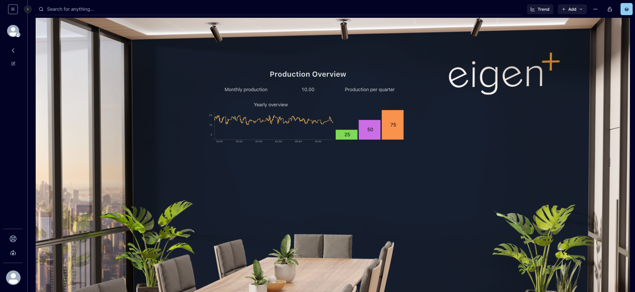 Search for anything...
Trend
+ Add
eigen+
Production Overview
Monthly production
10.00
Production per quarter
Yearly overview
25
50
75